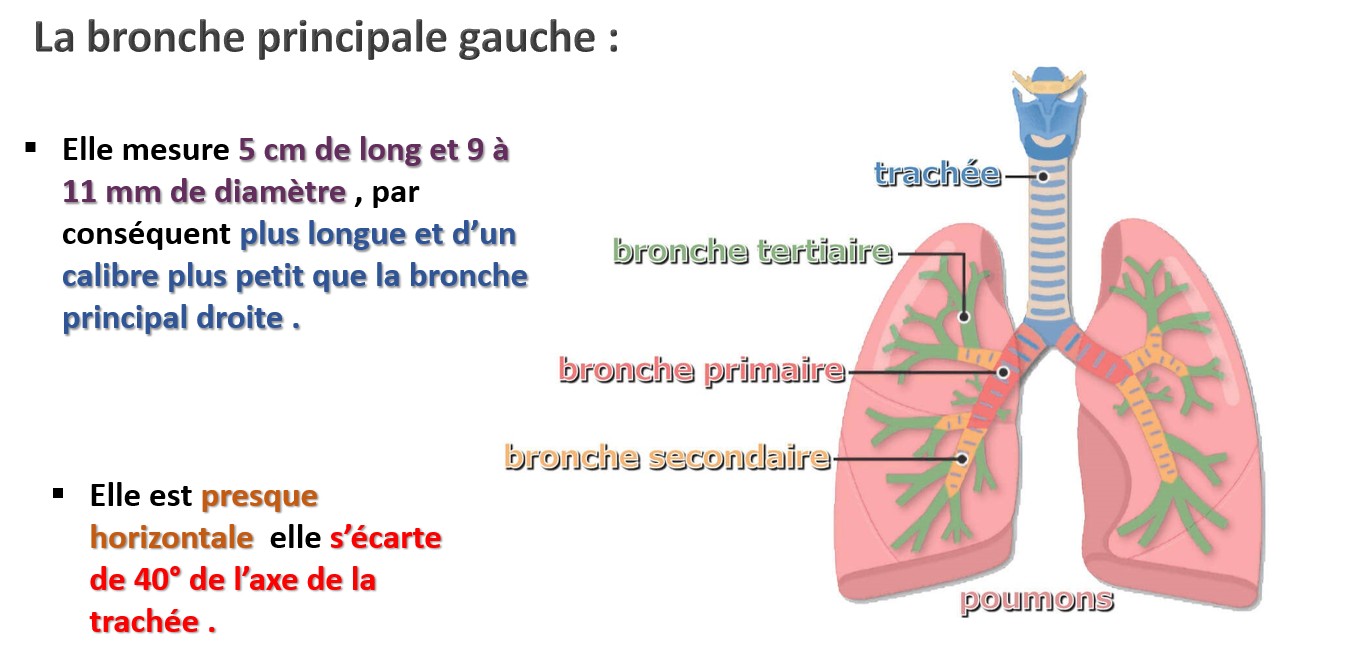 La bronche principale gauche :
▪ Elle mesure 5 cm de long et 9 à
11 mm de diamètre , par
conséquent plus longue et d’un
calibre plus petit que la bronche
principal droite .
▪ Elle est presque
horizontale elle s’écarte
de 40° de l’axe de la
trachée .
trachée
bronche tertiaire
bronche primaire
bronche secondaire
poumons